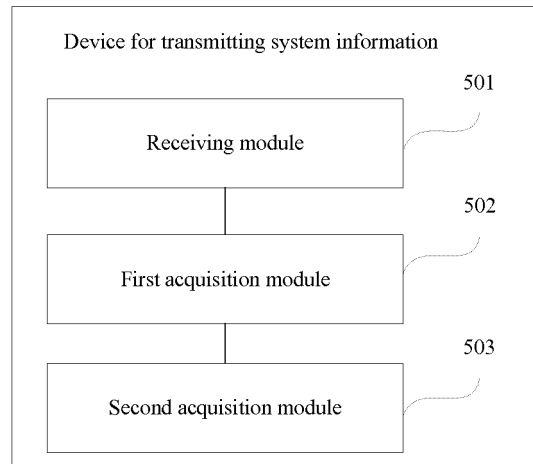 Device for transmitting system information
501
Receiving module
502
First acquisition module
503
Second acquisition module